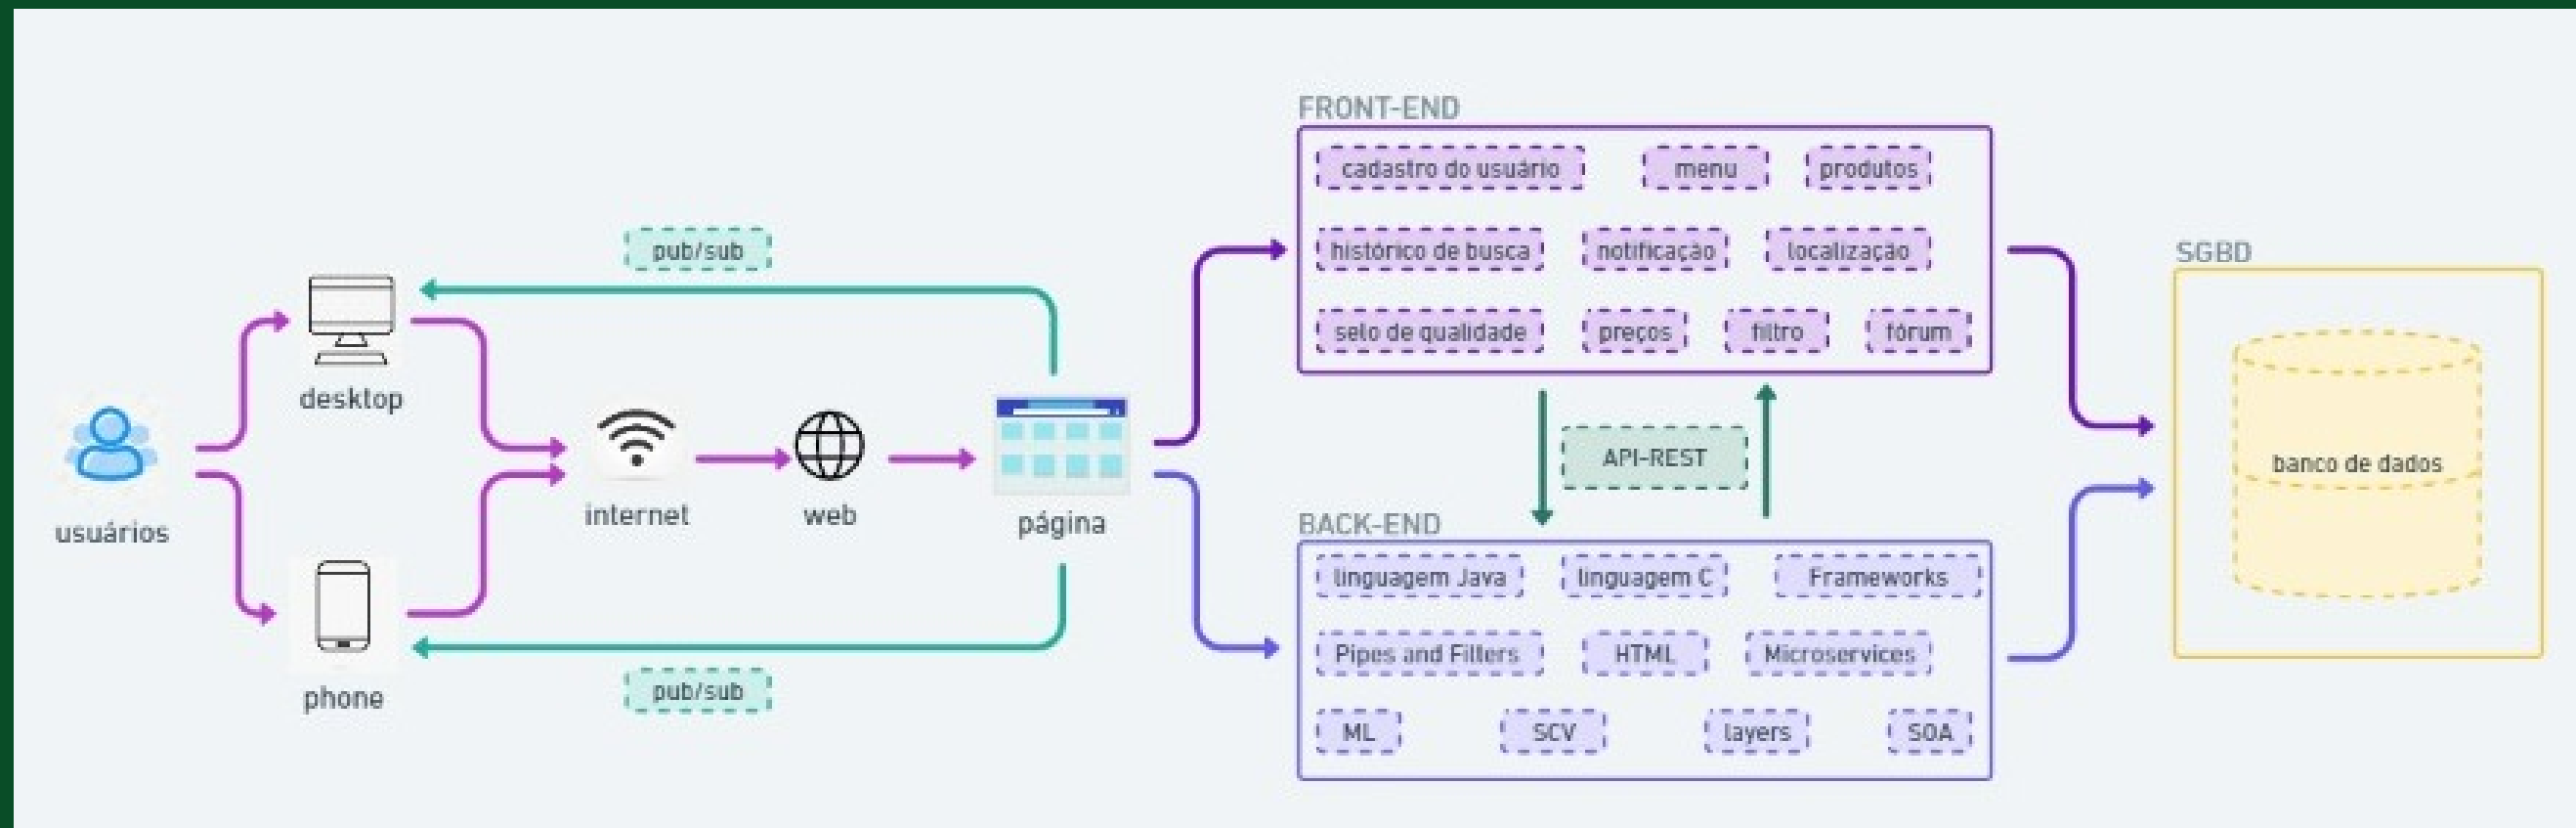 FRONT-END
cadastro do usuário
menu
produtos
histórico de busca
notificação
localização
selo de qualidade
preços
filtro
fórum
pub/sub
desktop
usuários
phone
internet
web
página
pub/sub
API-REST
BACK-END
linguagem Java
linguagem C
Frameworks
Pipes and Filters
HTML
Microservices
ML
SCV
layers
SOA
SGBD
banco de dados